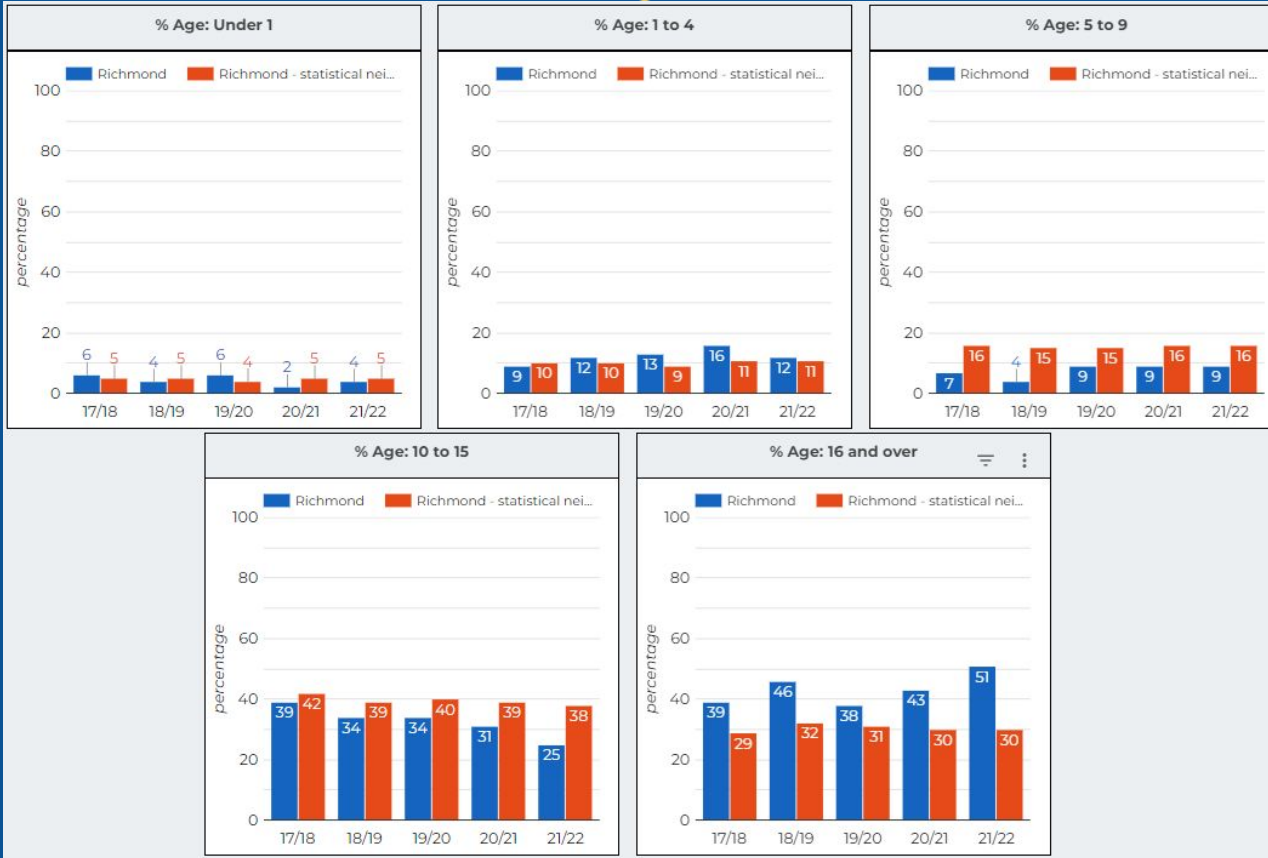 % Age: Under 1
Richmond Richmond - statistical nei...
percentage
100
80
60
40
20
0
6 5 4 5 6 4 2 5 4 5
17/18 18/19 19/20 20/21 21/22
% Age: 1 to 4
Richmond Richmond - statistical nei...
percentage
100
80
60
40
20
0
9 10 12 10 13 9 16 11 12 11
17/18 18/19 19/20 20/21 21/22
% Age: 5 to 9
Richmond Richmond - statistical nei...
percentage
100
80
60
40
20
0
7 16 4 15 9 15 9 16 9 16
17/18 18/19 19/20 20/21 21/22
% Age: 10 to 15
Richmond Richmond - statistical nei...
percentage
100
80
60
40
20
0
39 42 34 39 34 40 31 39 25 38
17/18 18/19 19/20 20/21 21/22
% Age: 16 and over
Richmond Richmond - statistical nei...
percentage
100
80
60
40
20
0
39 29 46 32 38 31 43 30 51 30
17/18 18/19 19/20 20/21 21/22